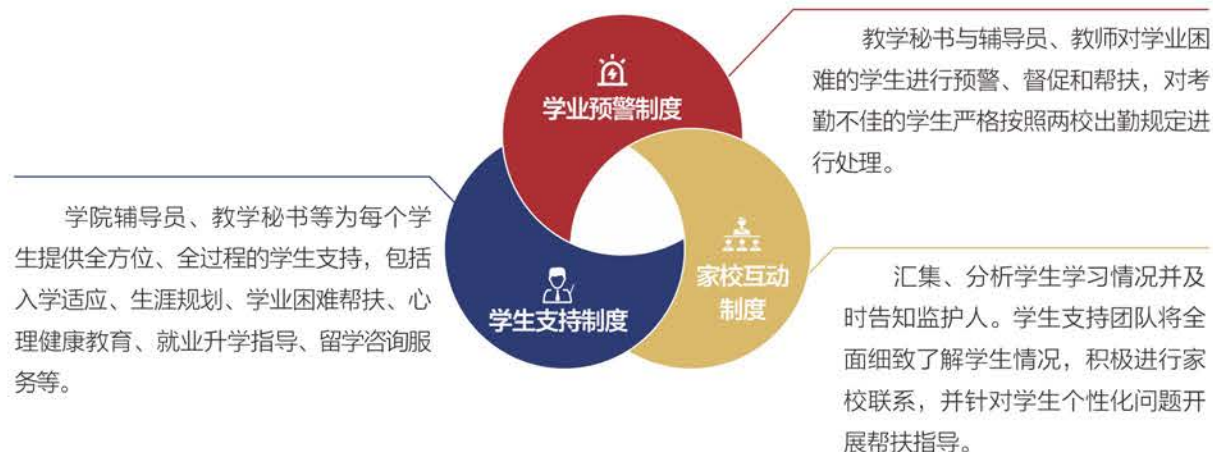 学业预警制度
教学秘书与辅导员、教师对学业困
难的学生进行预警、督促和帮扶，对考
勤不佳的学生严格按照两校出勤规定进
行处理。
学院辅导员、教学秘书等为每个学
生提供全方位、全过程的学生支持，包括
入学适应、生涯规划、学业困难帮扶、心
理健康教育、就业升学指导、留学咨询服
务等。
学生支持制度
家校互动
制度
汇集、分析学生学习情况并及
时告知监护人。学生支持团队将全
面细致了解学生情况，积极进行家
校联系，并针对学生个性化问题开
展帮扶指导。